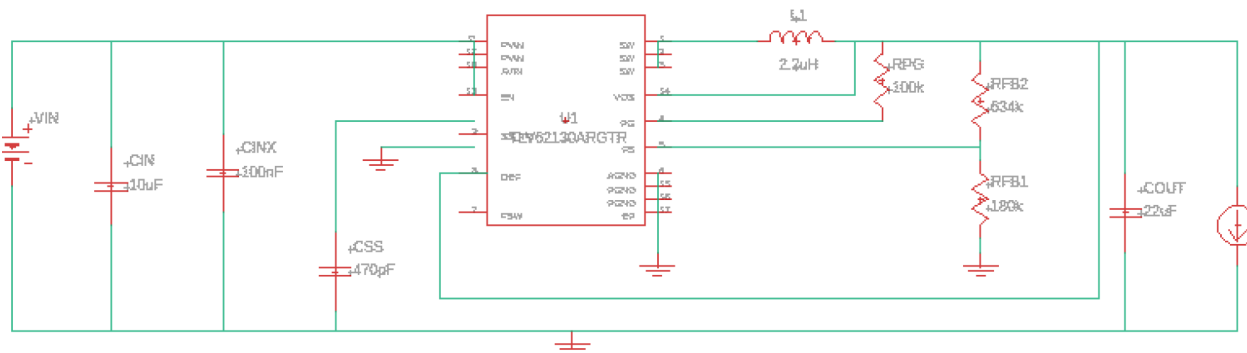 L1
2.2uH
VIN
CIN
10uF
CINX
100nF
CSS
470pF
PVIN
PVIN
AVIN
EN
DEF
FSW
U1
TLV62130ARGTR
SW
SW
SW
VOS
PG
FB
AGND
PGND
PGND
EP
RPG
100k
RFB2
634k
RFB1
180k
COUT
22uF